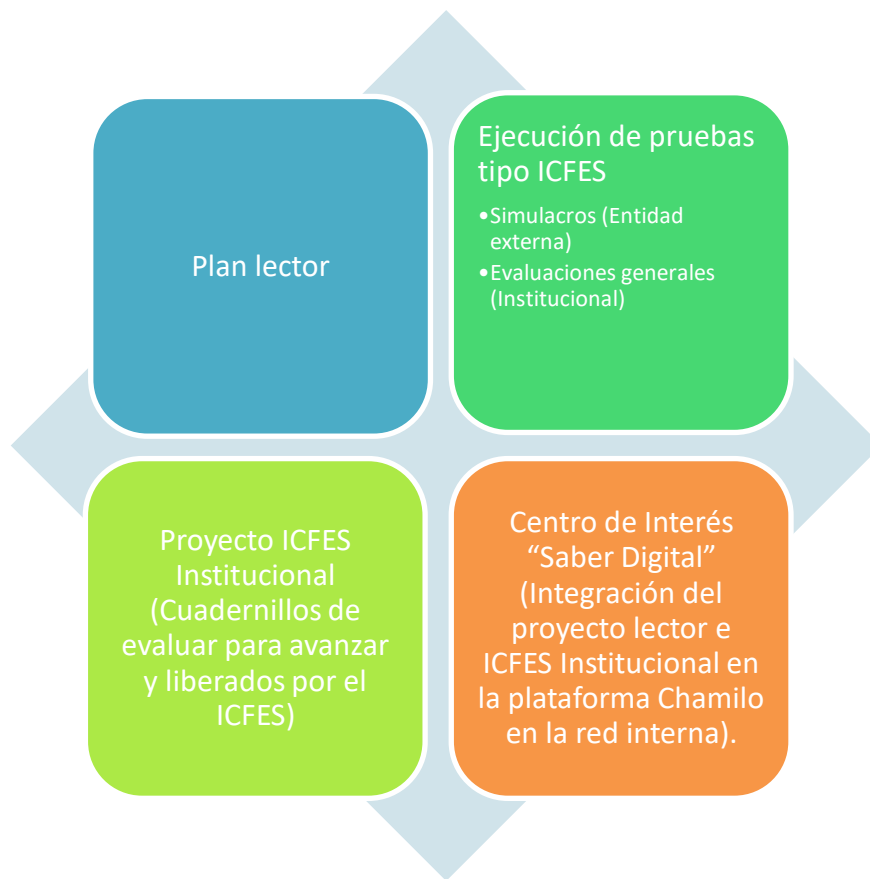 Plan lector
Ejecución de pruebas
tipo ICFES
•Simulacros (Entidad
externa)
•Evaluaciones generales
(Institucional)
Proyecto ICFES
Institucional
(Cuadernillos de
evaluar para avanzar
y liberados por el
ICFES)
Centro de Interés
“Saber Digital”
(Integración del
proyecto lector e
ICFES Institucional en
la plataforma Chamilo
en la red interna).